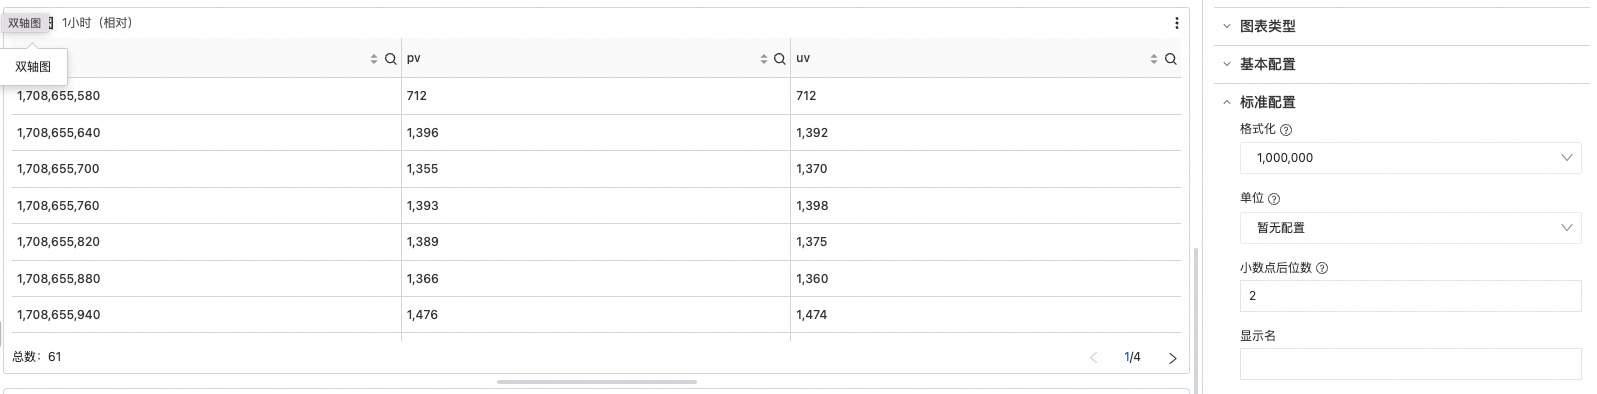 双轴图 1小时（相对）
双轴图
pv uv
1,708,655,580 712 712
1,708,655,640 1,396 1,392
1,708,655,700 1,355 1,370
1,708,655,760 1,393 1,398
1,708,655,820 1,389 1,375
1,708,655,880 1,366 1,360
1,708,655,940 1,476 1,474
总数：61
1/4
图表类型
基本配置
标准配置
格式化
1,000,000
单位
暂无配置
小数点后位数
2
显示名